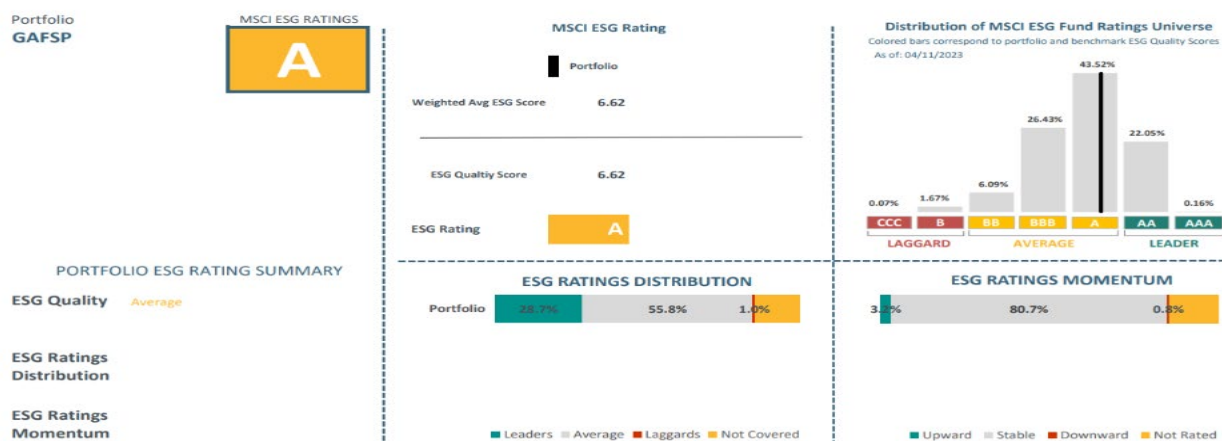 Portfolio
GAFSP
MSCI ESG RATINGS
A
PORTFOLIO ESG RATING SUMMARY
ESG Quality Average
ESG Ratings
Distribution
ESG Ratings
Momentum
MSCI ESG Rating
Portfolio
Weighted Avg ESG Score 6.62
ESG Qualtiy Score 6.62
ESG Rating A
Distribution of MSCI ESG Fund Ratings Universe
Colored bars correspond to portfolio and benchmark ESG Quality Scores
As of: 04/11/2023
0.07% 1.67% 6.09% 26.43% 43.52% 22.05% 0.16%
CCC B BB BBB A AA AAA
LAGGARD AVERAGE LEADER
ESG RATINGS DISTRIBUTION
Portfolio 28.7% 55.8% 1.0%
Leaders Average Laggards Not Covered
ESG RATINGS MOMENTUM
3.2% 80.7% 0.8%
Upward Stable Downward Not Rated